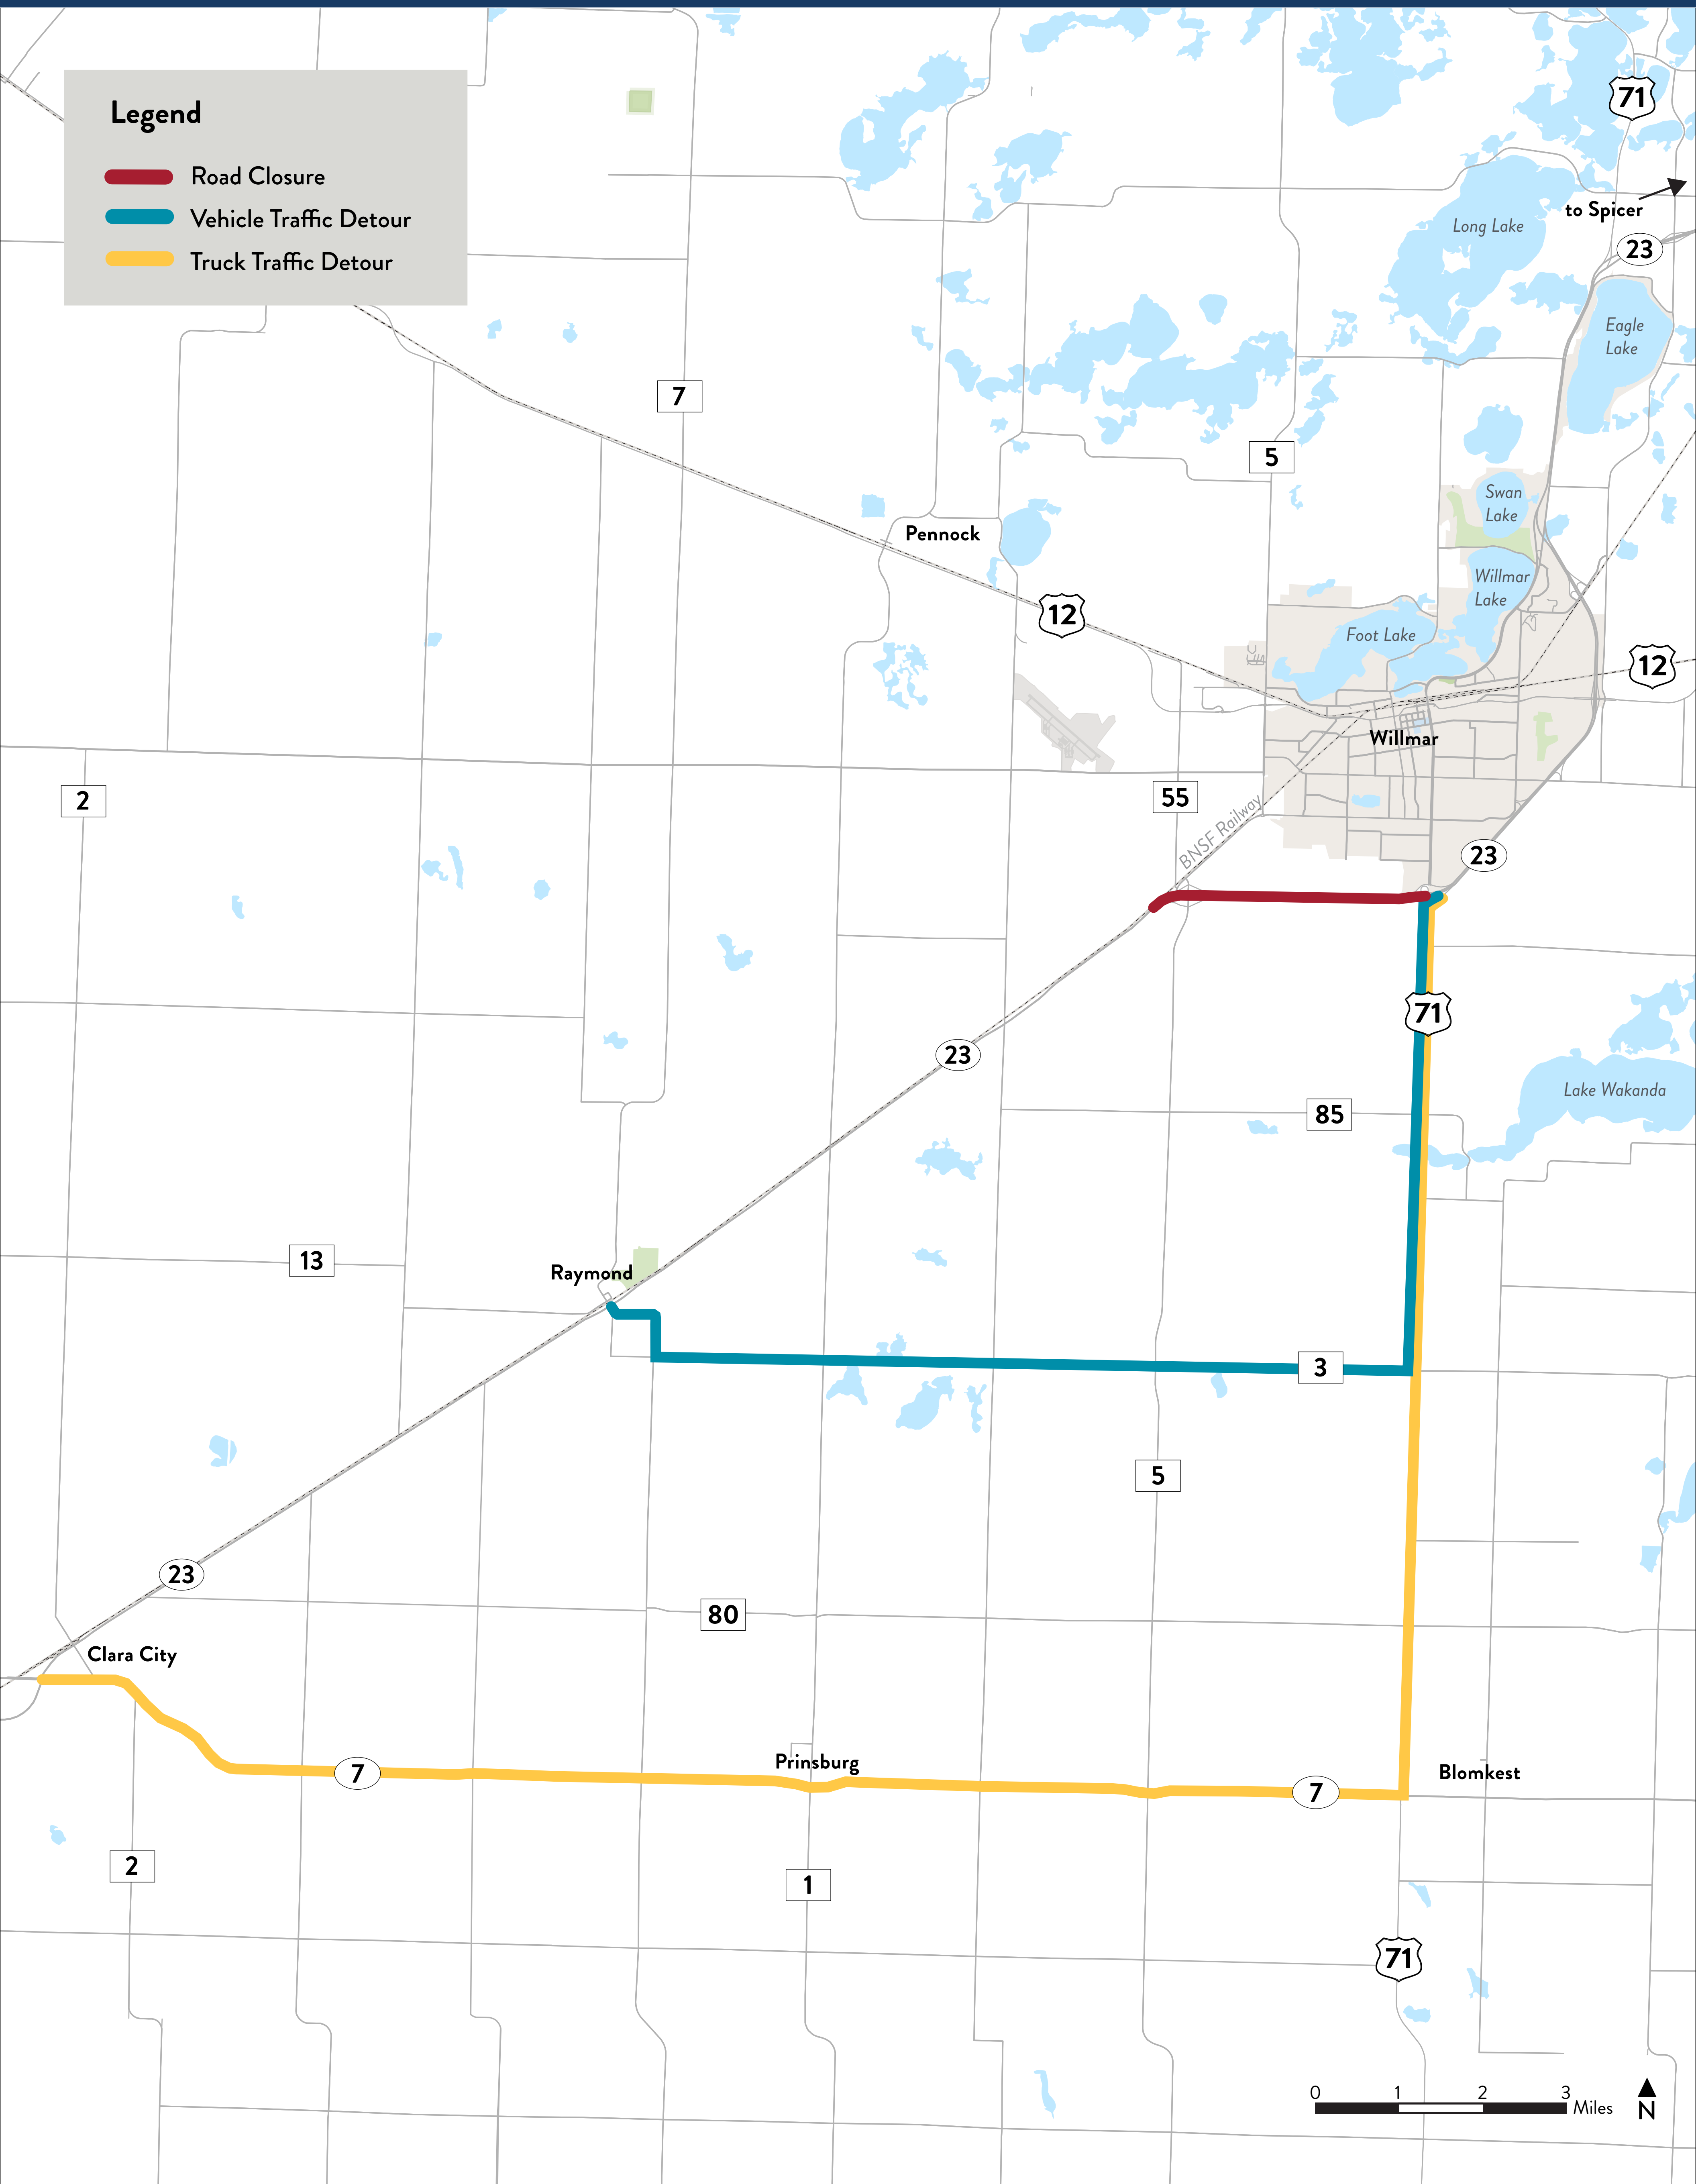 Legend
Road Closure
Vehicle Traffic Detour
Truck Traffic Detour
71
to Spicer
Long Lake
23
Eagle
Lake
7
5
Swan
Lake
Pennock
Willmar
Lake
12
Foot Lake
12
Willmar
2
55
BNSF Railway
23
71
23
Lake Wakanda
85
13
Raymond
3
5
23
80
Clara City
Prinsburg
Blomkest
7
7
2
1
71
0 1 2 3
Miles
N